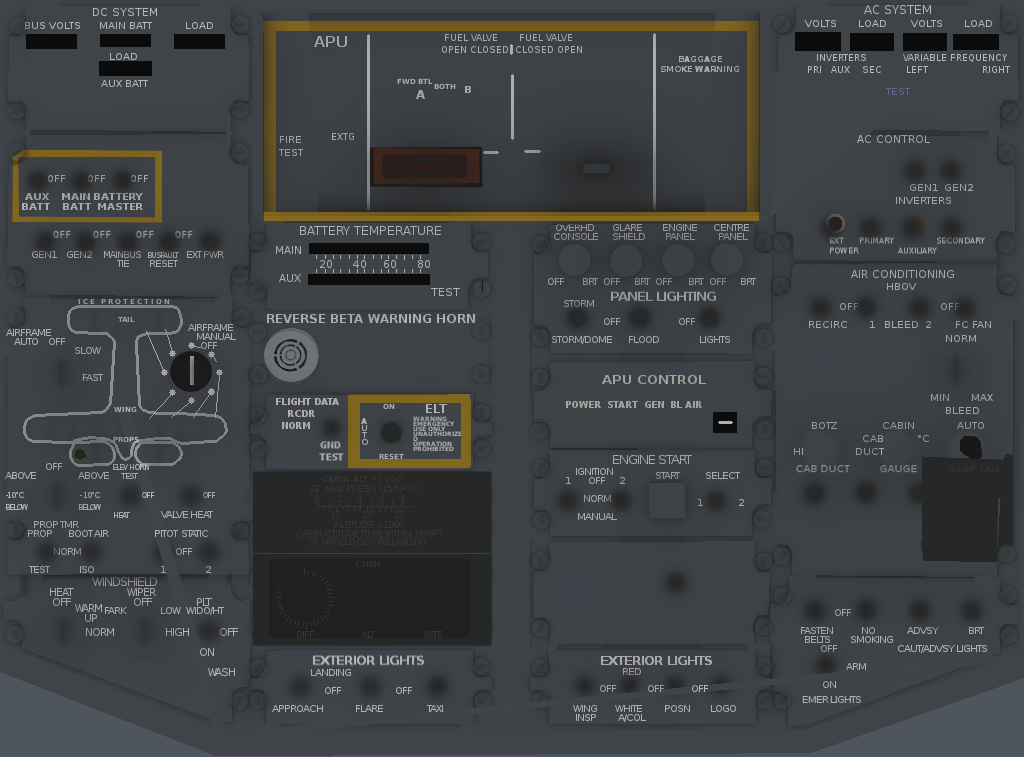 DC SYSTEM
BUS VOLTS MAIN BATT LOAD
LOAD
AUX BATT
OFF OFF OFF
AUX MAIN BATTERY
BATT BATT MASTER
OFF OFF OFF OFF
GEN1 GEN2 MAINBUS BUSFAULT EXT PWR
TIE RESET
ICE PROTECTION
TAIL
AIRFRAME AIRFRAME
AUTO OFF MANUAL
SLOW OFF
FAST
WING
PROPS
OFF ELEV HORN
ABOVE ABOVE TEST
-10°C -10°C OFF OFF
BELOW BELOW HEAT VALVE HEAT
PROP TMR
PROP BOOT AIR PITOT STATIC
NORM OFF
TEST ISO 1 2
WINDSHIELD
HEAT WIPER
OFF OFF PLT
WARM PARK LOW WIDO/HT
UP
NORM HIGH OFF
ON
WASH
APU
FUEL VALVE FUEL VALVE
OPEN CLOSED CLOSED OPEN
BAGGAGE
SMOKE WARNING
FWD BTL BOTH
A B
FIRE EXTG
TEST
BATTERY TEMPERATURE
MAIN
20 40 60 80
AUX
TEST
REVERSE BETA WARNING HORN
FLIGHT DATA
RCDR
NORM
GND
TEST
ON ELT
AUTO
WARNING
EMERGENCY
USE ONLY
UNAUTHORIZE
D
OPERATION
PROHIBITED
RESET
CABIN ALT × 1000
AT MAX PRESS (15.5 PSI)
ALTITUDE × 1000
CABIN ALTITUDE TO BE WITHIN 1000FT
OF AIRFIELD BEFORE LANDING
CABIN
DIFF ALT RATE
EXTERIOR LIGHTS
LANDING
OFF OFF
APPROACH FLARE TAXI
OVERHD GLARE ENGINE CENTRE
CONSOLE SHIELD PANEL PANEL
OFF BRT OFF BRT OFF BRT OFF BRT
PANEL LIGHTING
STORM
OFF OFF
STORM/DOME FLOOD LIGHTS
APU CONTROL
POWER START GEN BL AIR
ENGINE START
IGNITION START SELECT
1 OFF 2
NORM 1 2
MANUAL
EXTERIOR LIGHTS
RED
OFF OFF OFF
WING WHITE POSN LOGO
INSP A/COL
AC SYSTEM
VOLTS LOAD VOLTS LOAD
INVERTERS VARIABLE FREQUENCY
PRI AUX SEC LEFT RIGHT
TEST
AC CONTROL
GEN1 GEN2
INVERTERS
EXT PRIMARY SECONDARY
POWER AUXILIARY
AIR CONDITIONING
HBOV
OFF OFF
RECIRC 1 BLEED 2 FC FAN
NORM
MIN MAX
BLEED
BOTZ CABIN AUTO
CAB °C
HI DUCT
CAB DUCT GAUGE GASP FAN
OFF
FASTEN NO ADVSY BRT
BELTS SMOKING
OFF CAUT/ADVSY LIGHTS
ARM
ON
EMER LIGHTS